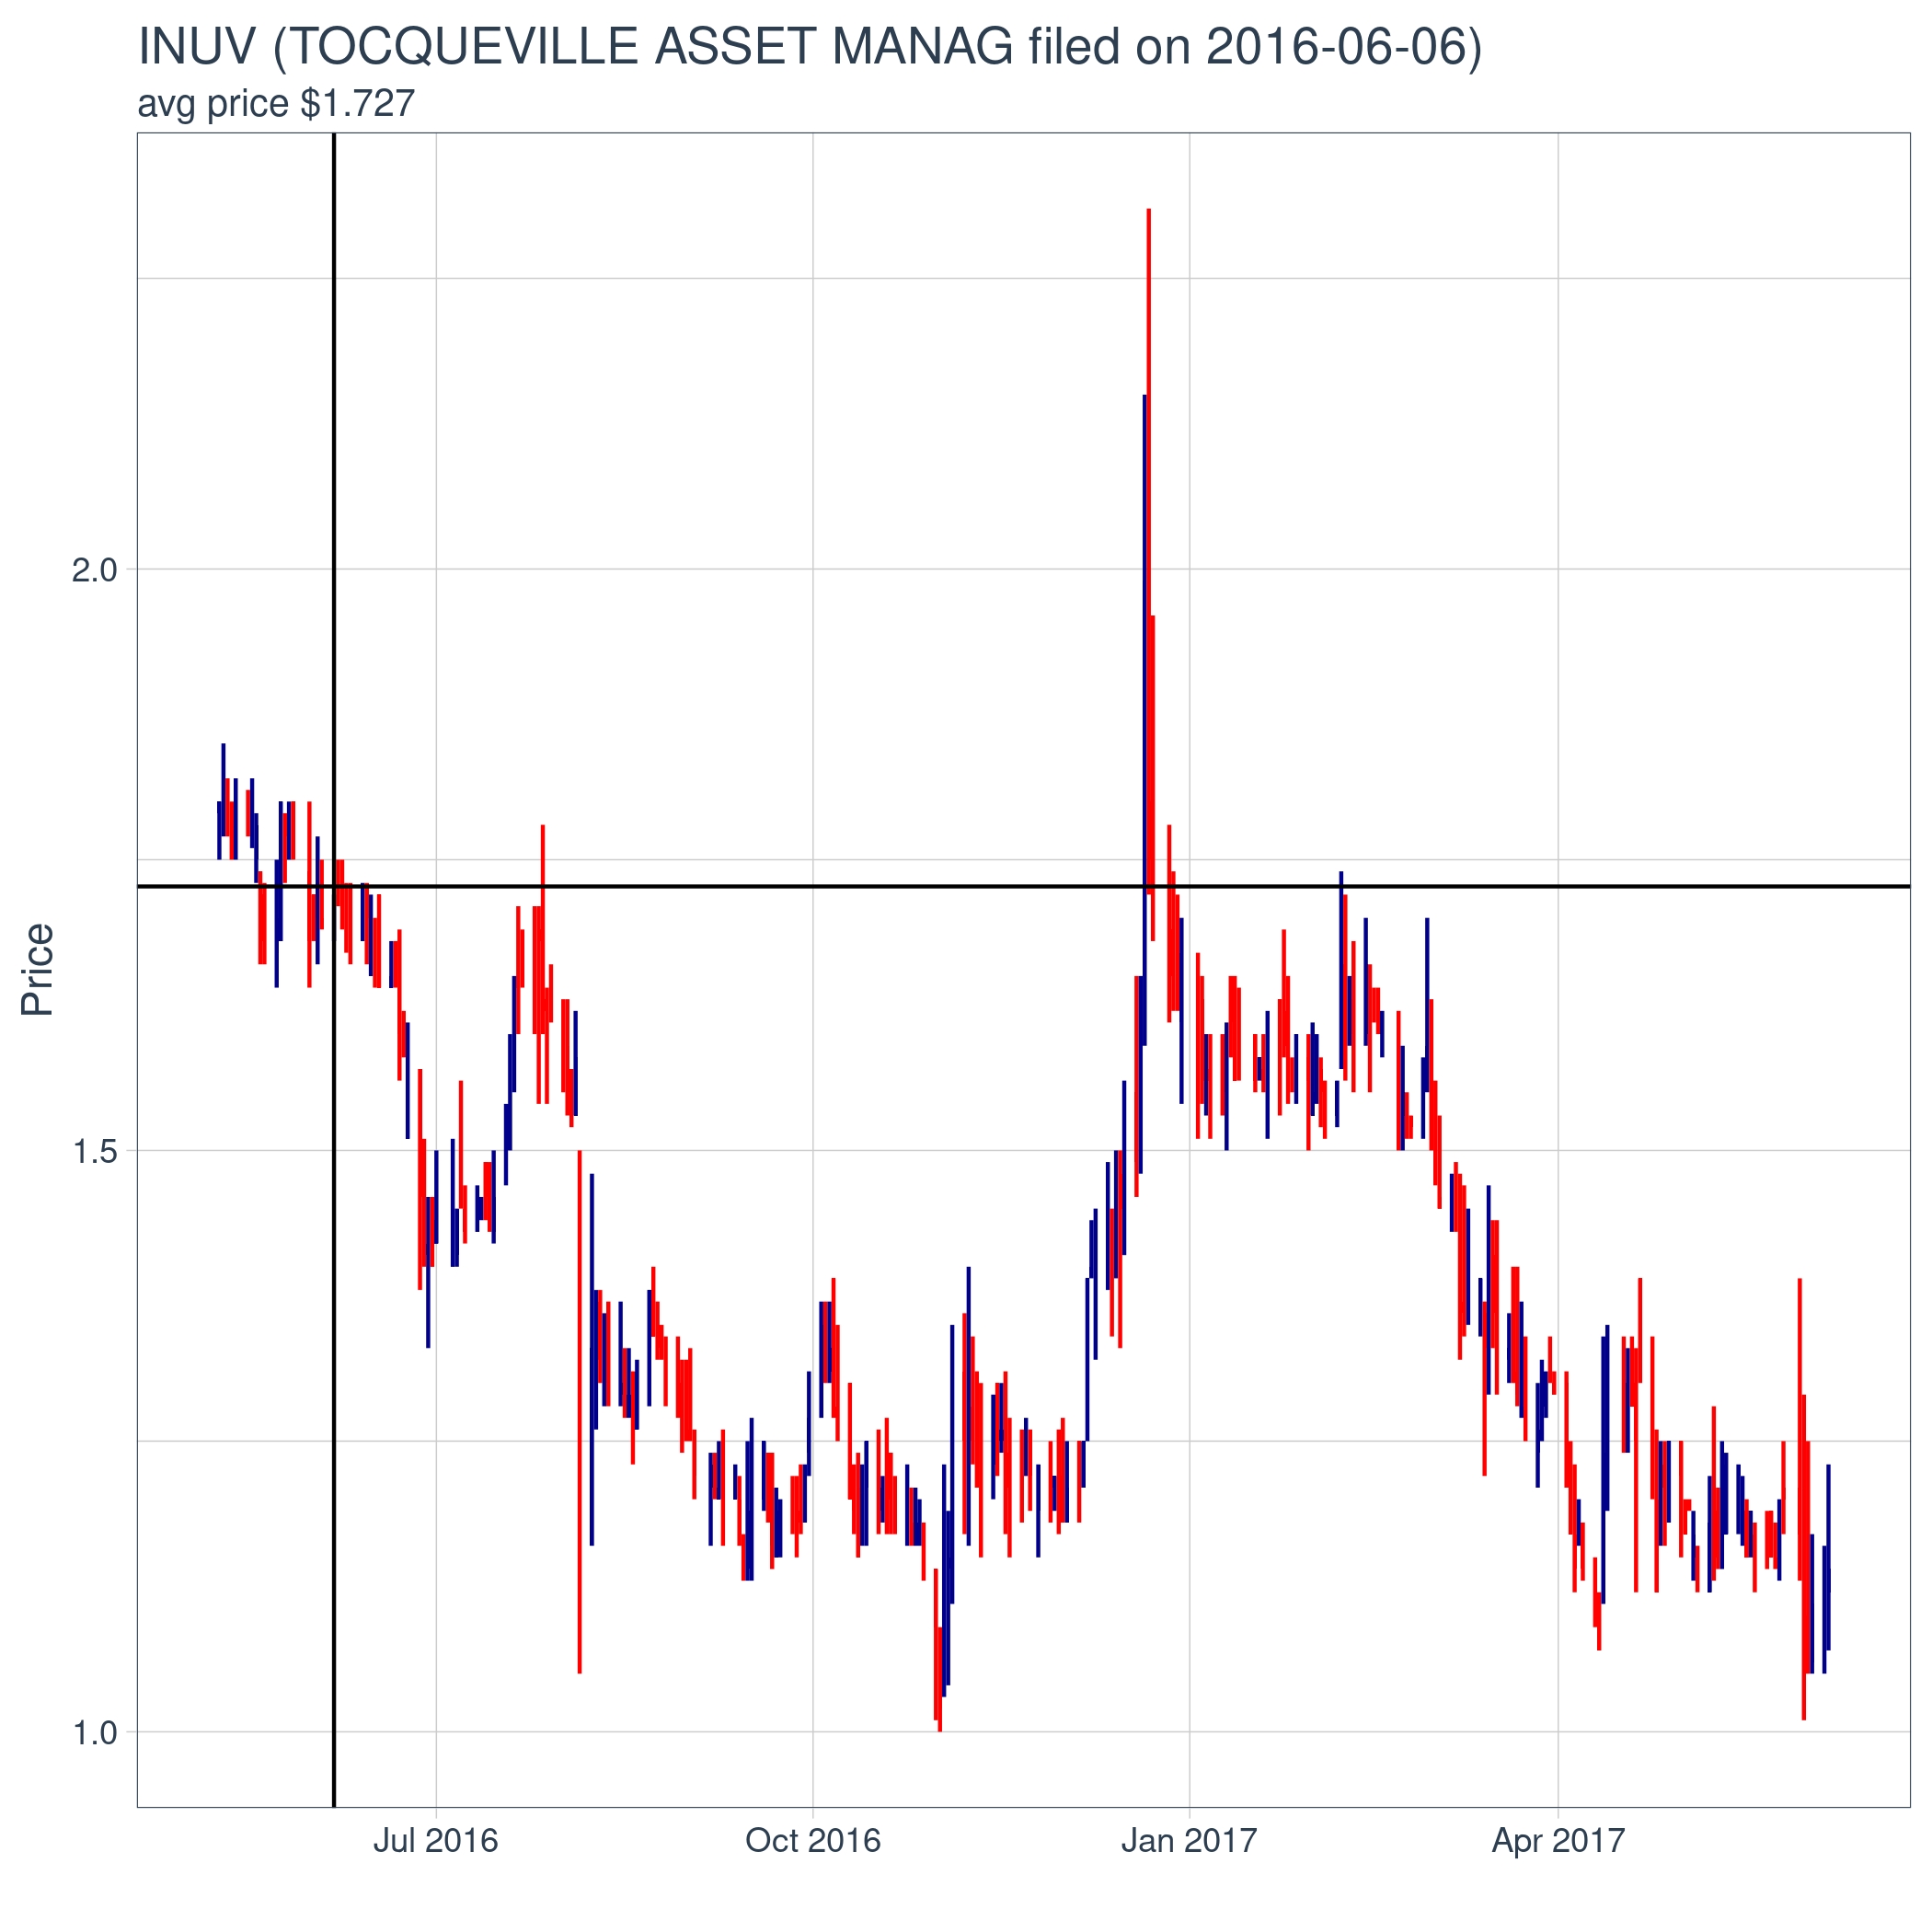 INUV (TOCQUEVILLE ASSET MANAG filed on 2016-06-06)
avg price $1.727
Price
2.0
1.5
1.0
Jul 2016
Oct 2016
Jan 2017
Apr 2017